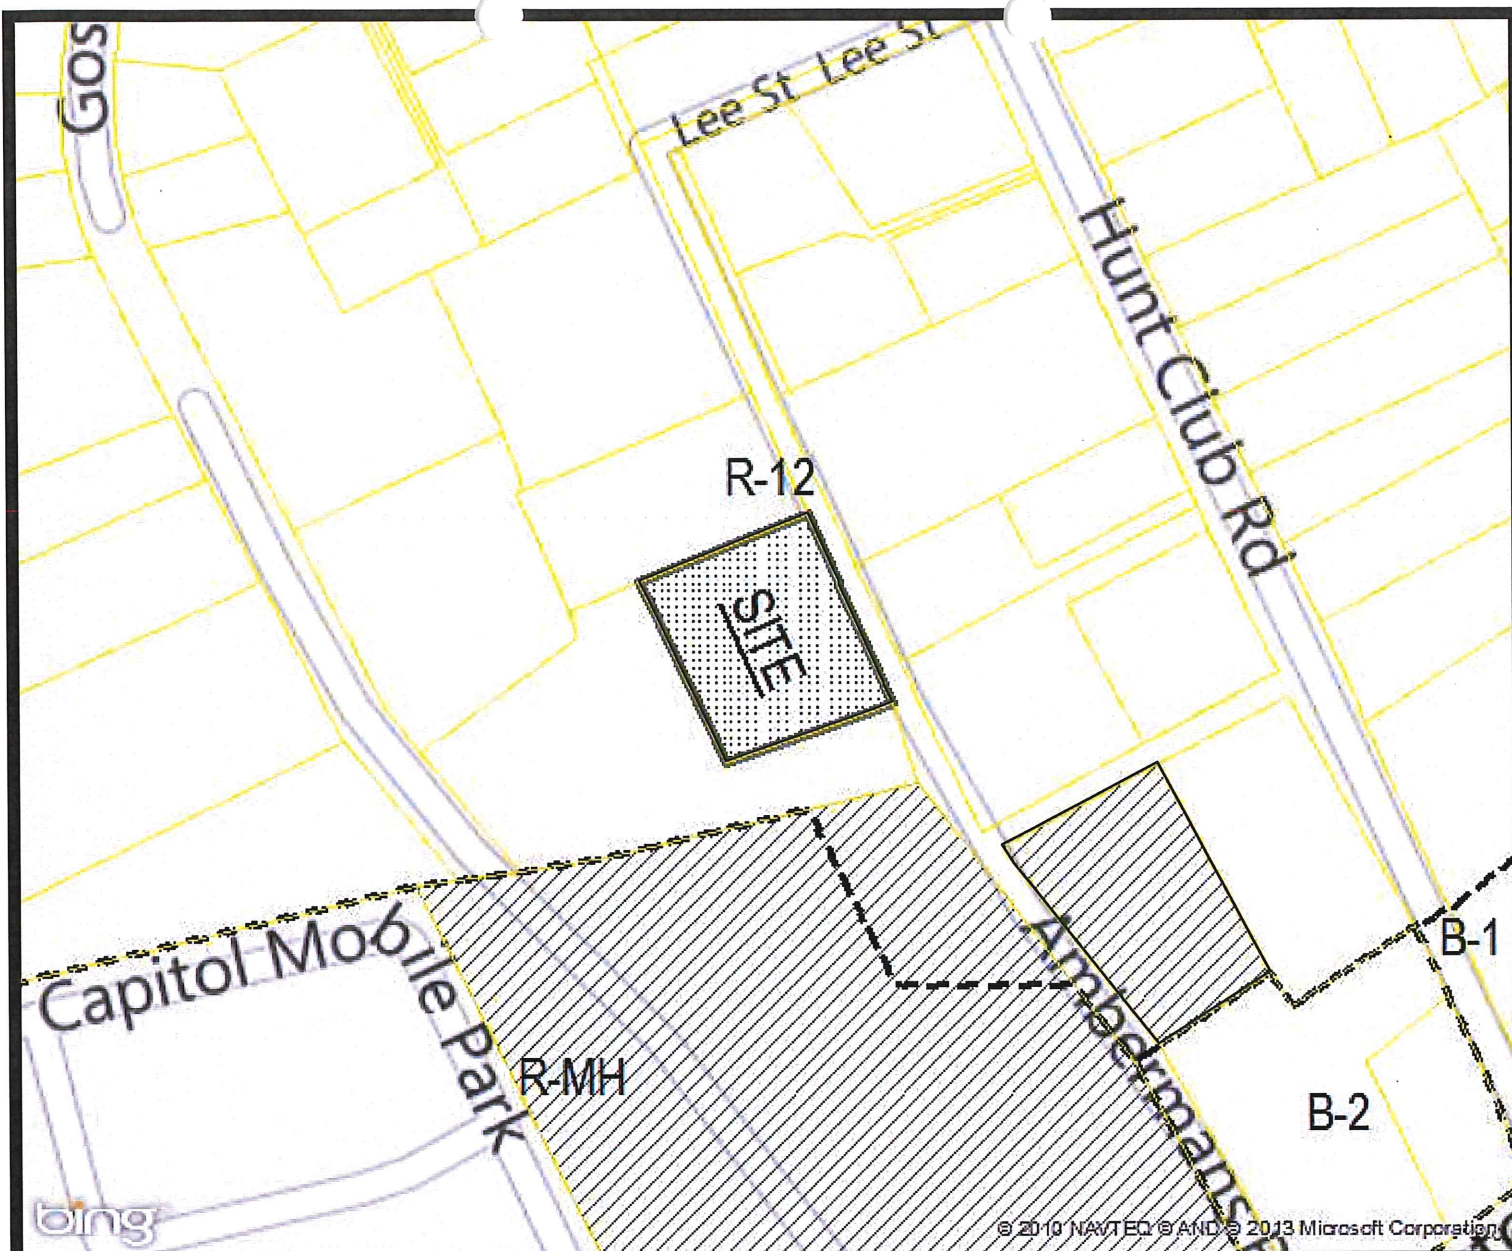 Gos
Lee St Lee St
Hunt Club Rd
R-12
SITE
Capitol Mobile Park
R-MH
Ambermans
B-1
B-2
bing
© 2010 NAVTEQ © AND © 2013 Microsoft Corporation